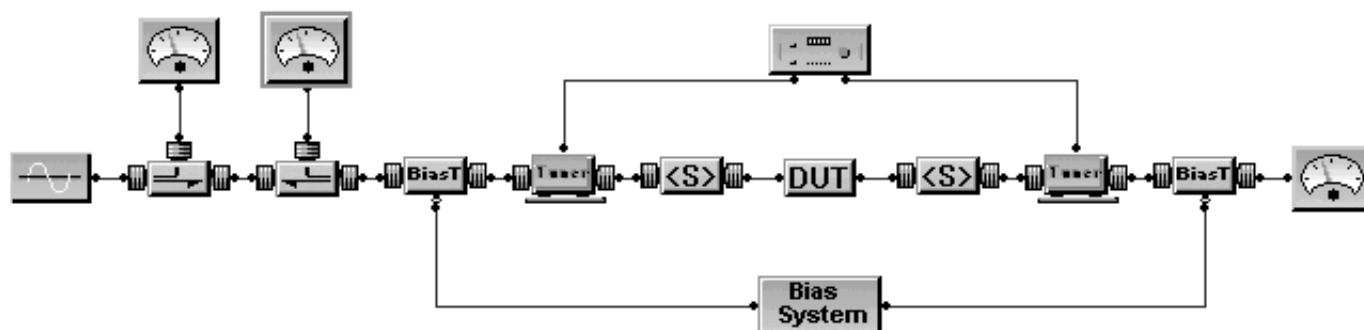 BiasT
Tuner
<S>
DUT
<S>
Tuner
BiasT
Bias
System